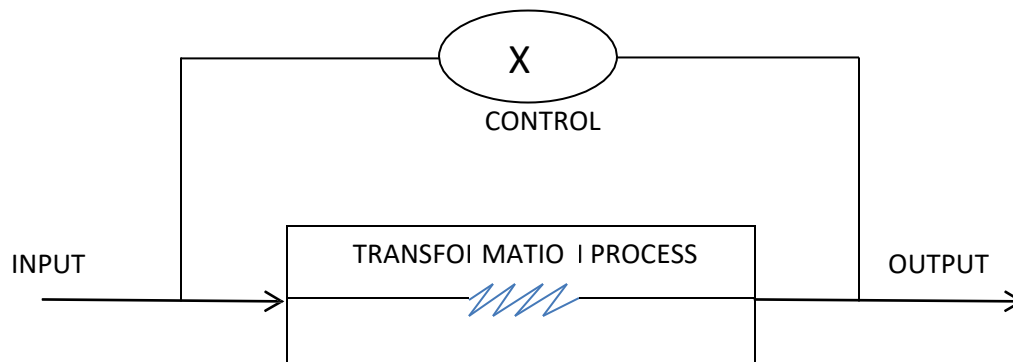 X
CONTROL
TRANSFOI MATIO I PROCESS
INPUT
OUTPUT